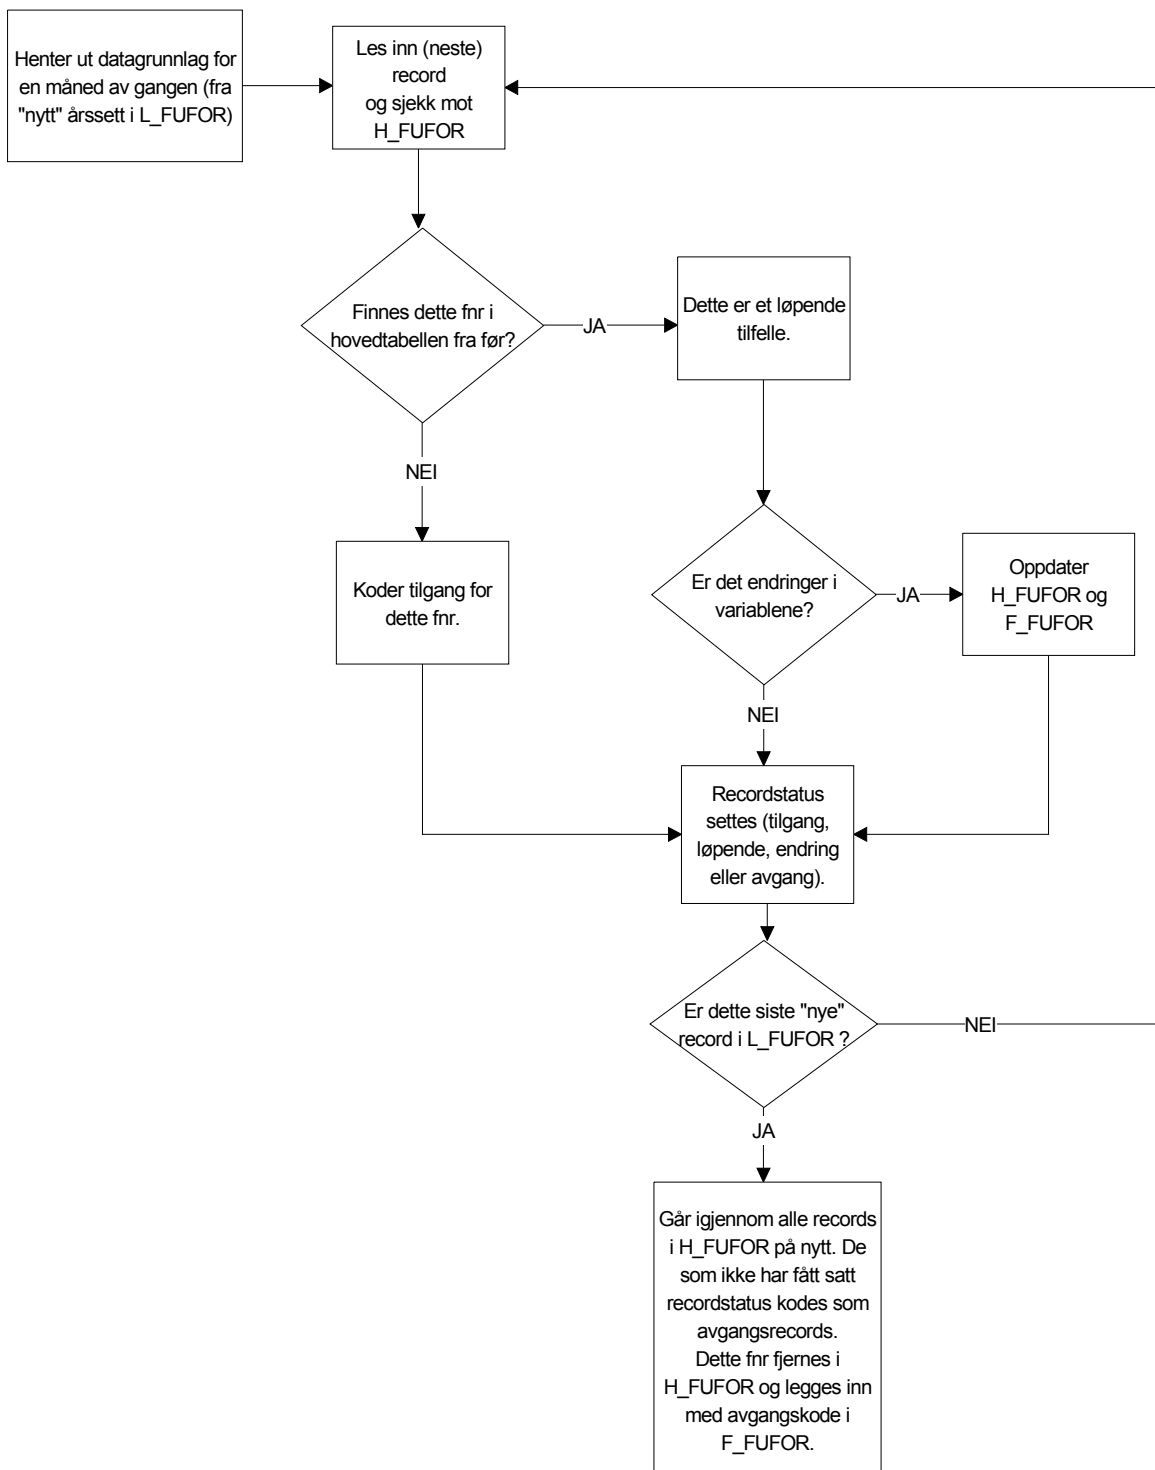 Henter ut datagrunnlag for
en måned av gangen (fra
"nytt" årssett i L_FUFOR)
Les inn (neste)
record
og sjekk mot
H_FUFOR
Finnes dette fnr i
hovedtabellen fra før?
JA
Dette er et løpende
tilfelle.
NEI
Koder tilgang for
dette fnr.
Er det endringer i
variablene?
JA
Oppdater
H_FUFOR og
F_FUFOR
NEI
Recordstatus
settes (tilgang,
løpende, endring
eller avgang).
Er dette siste "nye"
record i L_FUFOR ?
NEI
JA
Går igjennom alle records
i H_FUFOR på nytt. De
som ikke har fått satt
recordstatus kodes som
avgangsrecords.
Dette fnr fjernes i
H_FUFOR og legges inn
med avgangskode i
F_FUFOR.